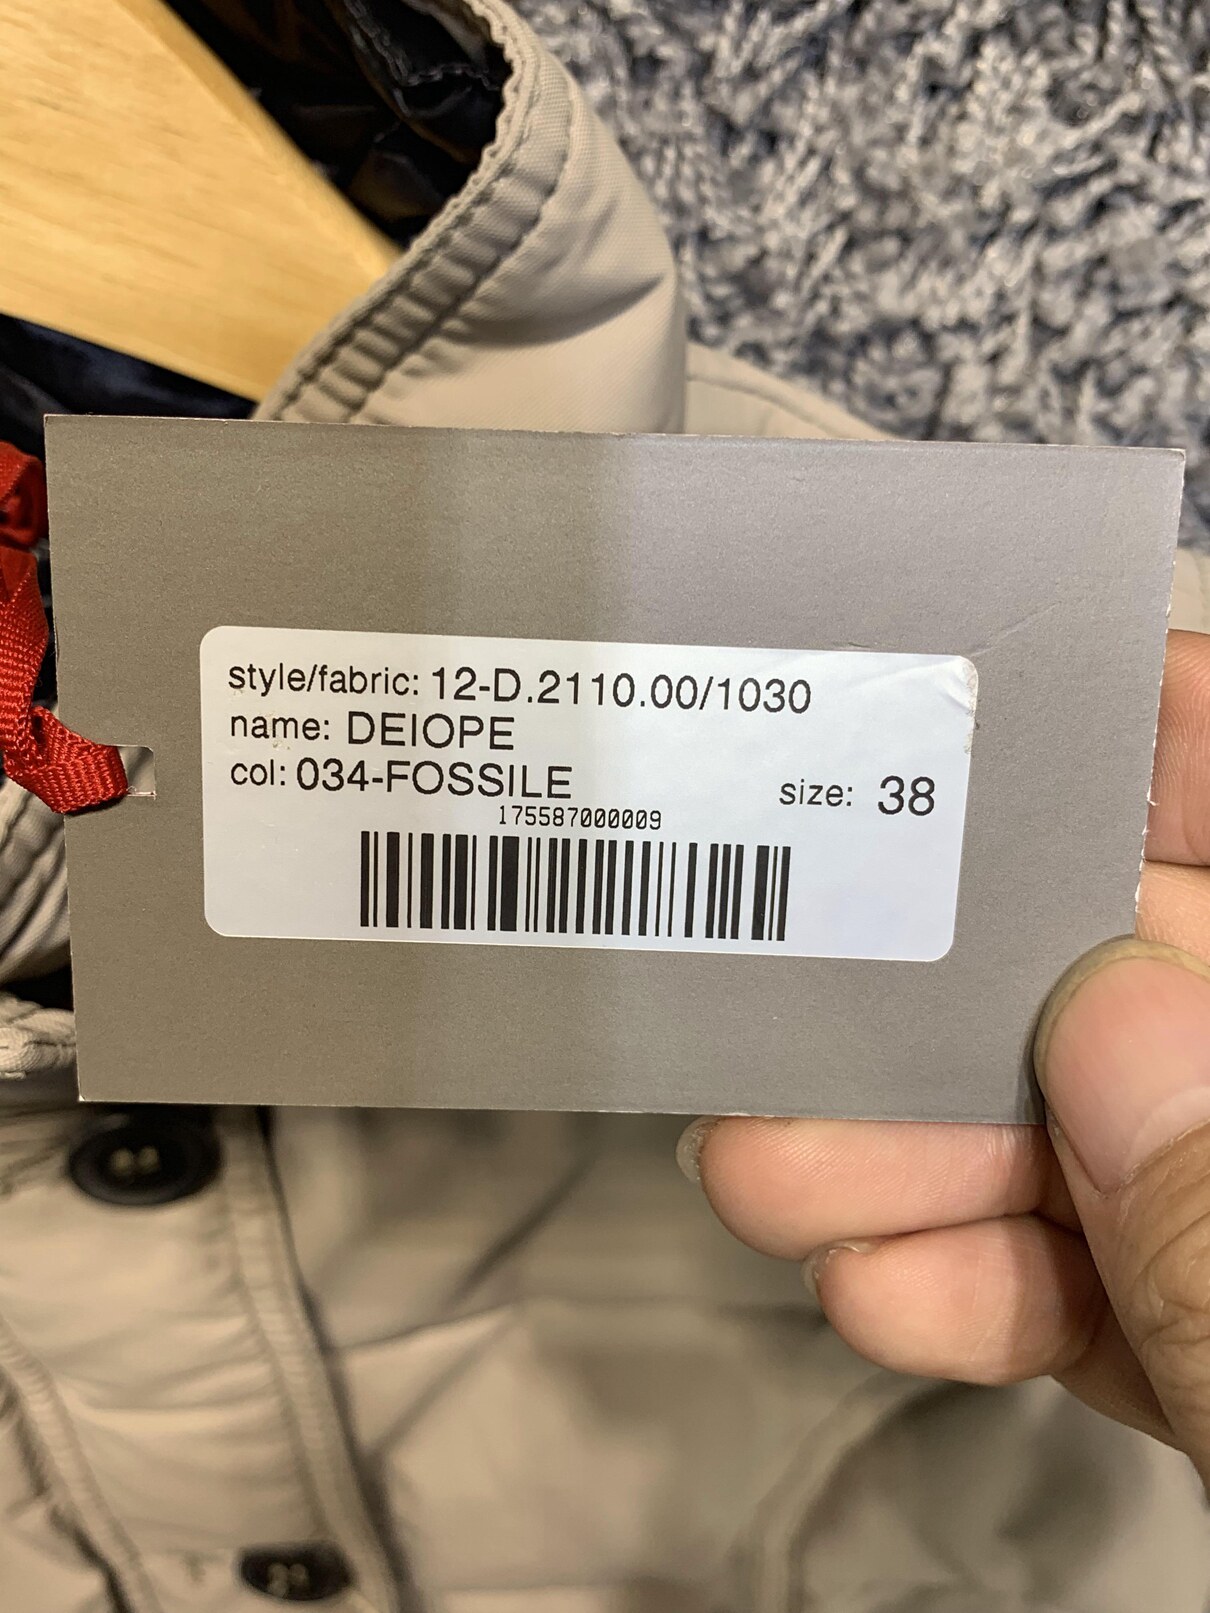 style/fabric: 12-D.2110.00/1030
name: DEIOPE
col: 034-FOSSILE
size: 38
175587000009